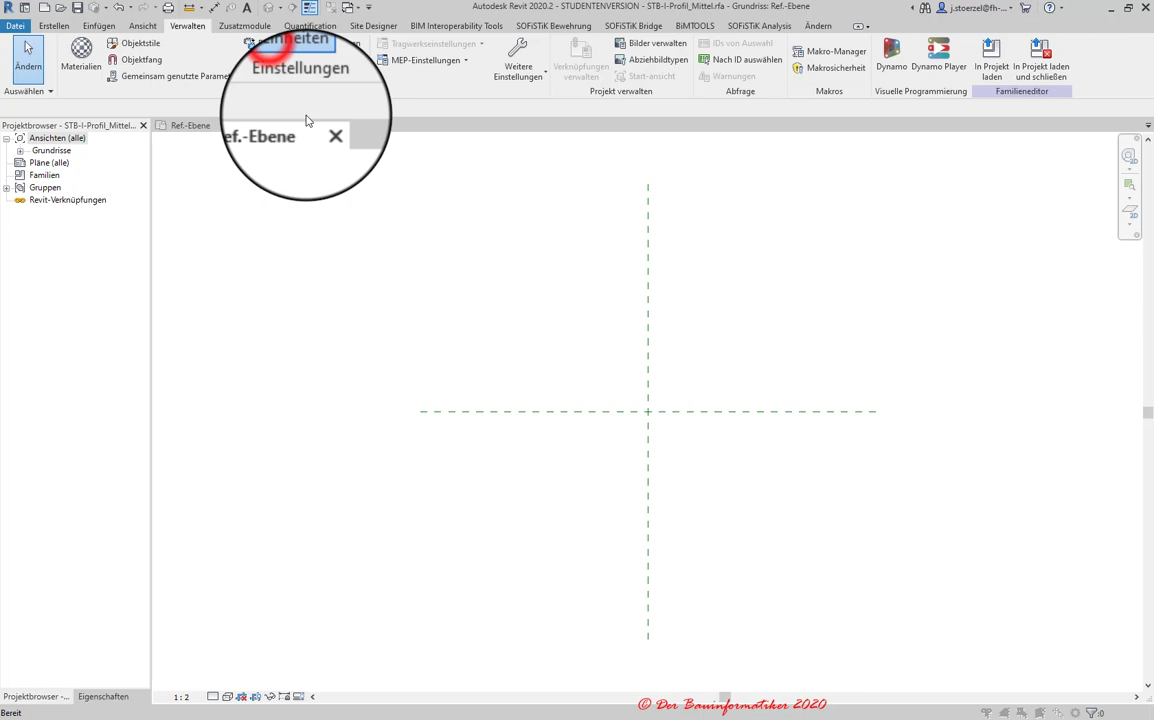 Autodesk Revit 2020.2 - STUDENTENVERSION - STB-I-Profil_Mittel.rfa - Grundriss: Ref.-Ebene
j.stoerzel@fh-...
Datei Erstellen Einfügen Ansicht Verwalten Zusatzmodule Quantification Site Designer BIM Interoperability Tools SOFiSTiK Bewehrung SOFiSTiK Bridge BiMTOOLS SOFiSTiK Analysis Ändern
Ändern
Materialien
Objektstile
Objektfang
Gemeinsam genutzte Parame
Einstellungen
Tragwerkseinstellungen
MEP-Einstellungen
Weitere
Einstellungen
Verknüpfungen
verwalten
Bilder verwalten
Abziehbildtypen
Start-ansicht
IDs von Auswahl
Nach ID auswählen
Warnungen
Makro-Manager
Makrosicherheit
Dynamo
Dynamo Player
In Projekt
laden
In Projekt laden
und schließen
Auswählen
Projekt verwalten
Abfrage
Makros
Visuelle Programmierung
Familieneditor
Projektbrowser - STB-I-Profil_Mittel...
Ref.-Ebene
ef.-Ebene
Ansichten (alle)
Grundrisse
Pläne (alle)
Familien
Gruppen
Revit-Verknüpfungen
2D
2D
Projektbrowser -...
Eigenschaften
1 : 2
© Der Bauinformatiker 2020
Bereit
:0